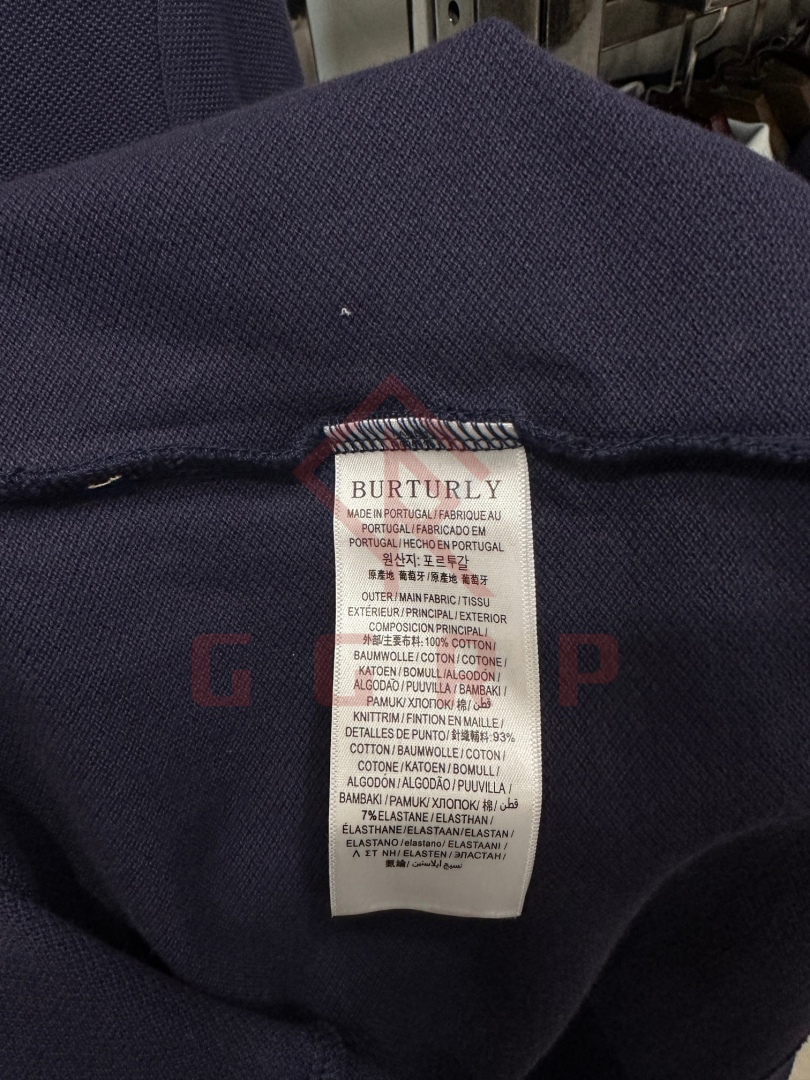 BURTURLY
MADE IN PORTUGAL / FABRIQUE AU
PORTUGAL / FABRICADO EM
PORTUGAL / HECHO EN PORTUGAL
원산지: 포르투갈
原產地 葡萄牙 / 原產地 葡萄牙
OUTER / MAIN FABRIC / TISSU
EXTÉRIEUR / PRINCIPAL / EXTERIOR
COMPOSICION PRINCIPAL /
外部/主要布料: 100% COTTON /
BAUMWOLLE / COTON / COTONE /
KATOEN / BOMULL / ALGODÓN /
ALGODAO / PUUVILLA / BAMBAKI /
PAMUK / ХЛОПОК / 棉 / قطن
KNITTRIM / FINTION EN MAILLE /
DETALLES DE PUNTO / 針織輔料: 93%
COTTON / BAUMWOLLE / COTON /
COTONE / KATOEN / BOMULL /
ALGODÓN / ALGODÃO / PUUVILLA /
BAMBAKI / PAMUK / ХЛОПОК / 棉 / قطن
7% ELASTANE / ELASTHAN /
ÉLASTHANE / ELASTAAN / ELASTAN /
ELASTANO / elastano / ELASTAANI /
Λ ΣΤ ΝΗ / ELASTEN / ЭЛАСТАН /
نسيج ايلاستين /